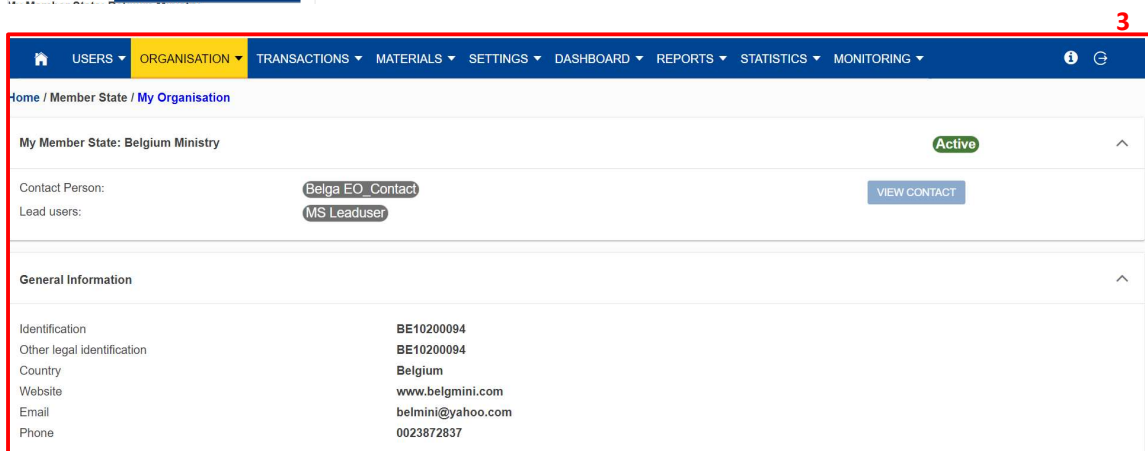 3
USERS ORGANISATION TRANSACTIONS MATERIALS SETTINGS DASHBOARD REPORTS STATISTICS MONITORING
Home / Member State / My Organisation
My Member State: Belgium Ministry Active
Contact Person: Belga EO_Contact VIEW CONTACT
Lead users: MS Leaduser
General Information
Identification BE10200094
Other legal identification BE10200094
Country Belgium
Website www.belgmini.com
Email belmini@yahoo.com
Phone 0023872837